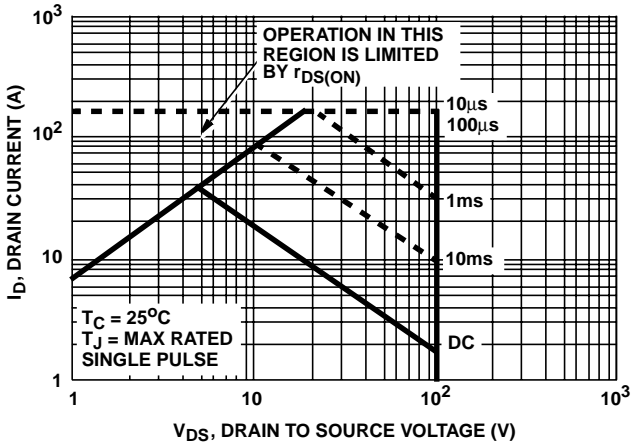 10³
OPERATION IN THIS
REGION IS LIMITED
BY rDS(ON)
10µs
100µs
10²
1ms
10
10ms
TC = 25°C
TJ = MAX RATED
SINGLE PULSE
DC
1
1
10
10²
10³
ID, DRAIN CURRENT (A)
VDS, DRAIN TO SOURCE VOLTAGE (V)